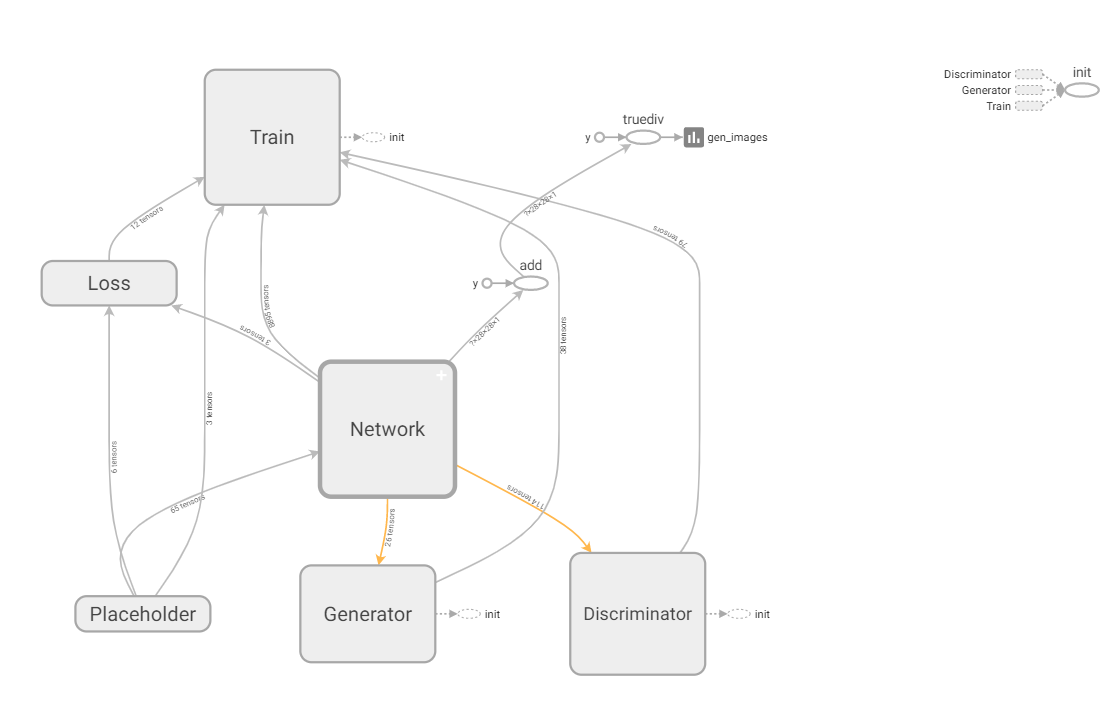 Train
init
y
truediv
gen_images
Discriminator
Generator
Train
init
12 tensors
?×28×28×1
79 tensors
Loss
y
add
3 tensors
?×28×28×1
38 tensors
Network
3 tensors
6 tensors
65 tensors
114 tensors
26 tensors
Placeholder
Generator
init
Discriminator
init